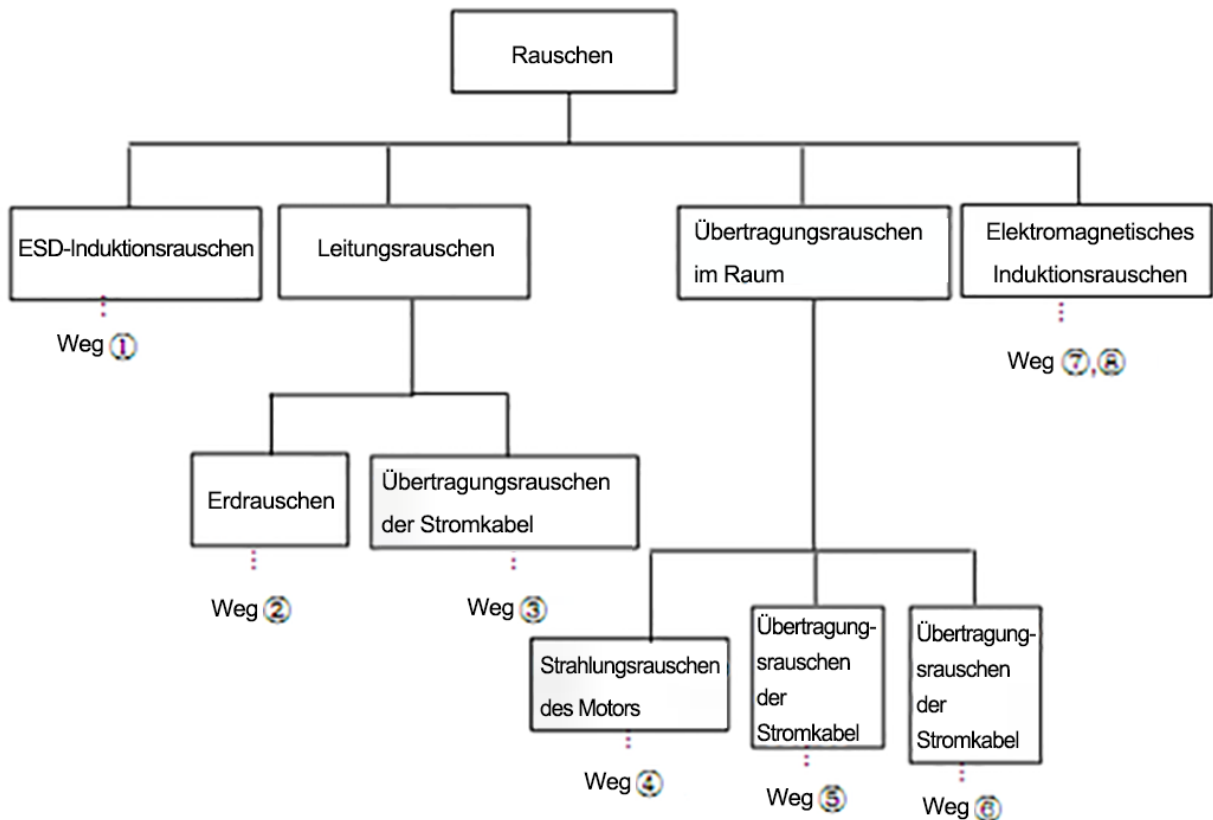 Rauschen
ESD-Induktionsrauschen
Weg ①
Leitungsrauschen
Übertragungsrauschen
im Raum
Elektromagnetisches
Induktionsrauschen
Weg ⑦,⑧
Erdrauschen
Weg ②
Übertragungsrauschen
der Stromkabel
Weg ③
Strahlungsrauschen
des Motors
Weg ④
Übertragung-
srauschen
der
Stromkabel
Weg ⑤
Übertragung-
srauschen
der
Stromkabel
Weg ⑥